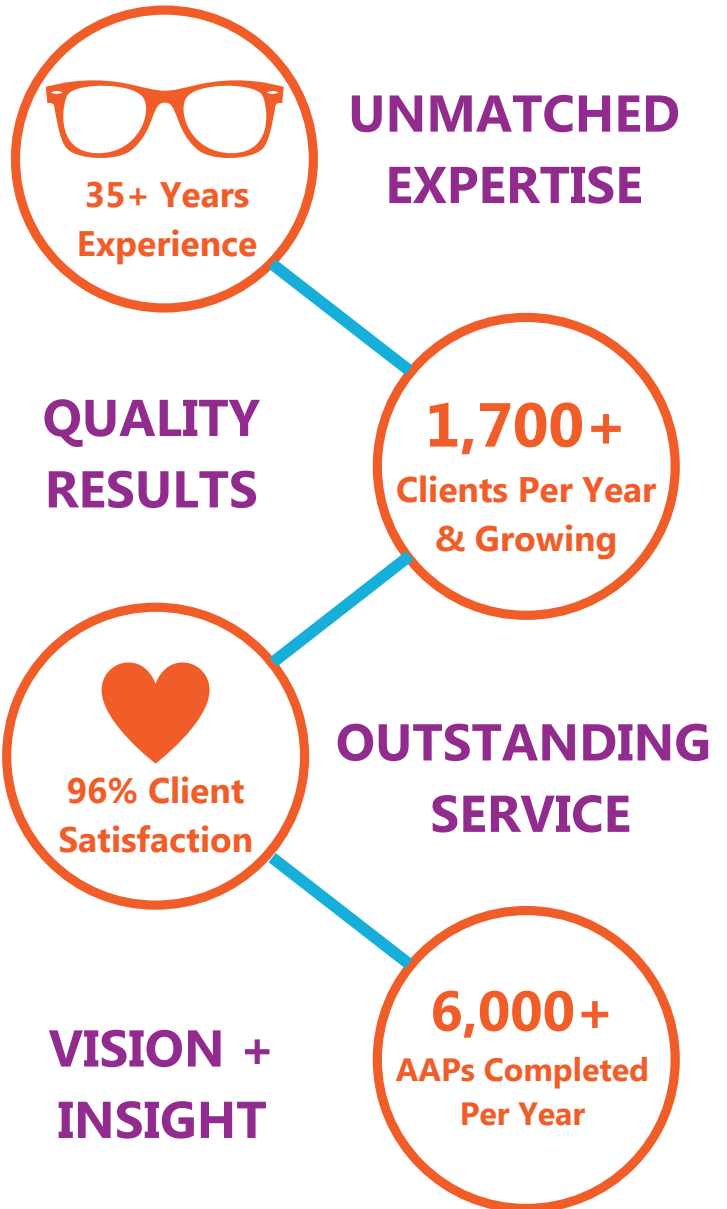 UNMATCHED
EXPERTISE
35+ Years
Experience
QUALITY
RESULTS
1,700+
Clients Per Year
& Growing
OUTSTANDING
SERVICE
96% Client
Satisfaction
VISION +
INSIGHT
6,000+
AAPs Completed
Per Year